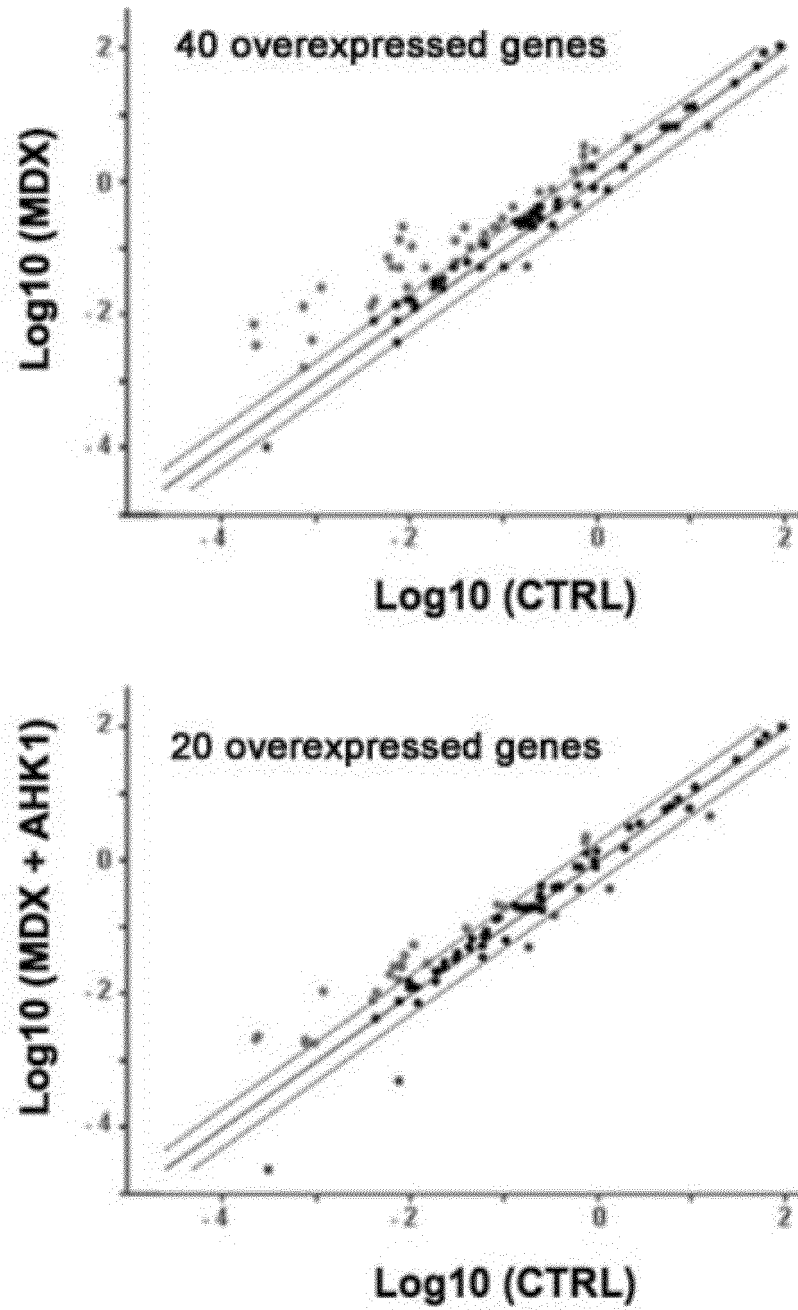 40 overexpressed genes
2
0
-2
-4
Log10 (MDX)
-4 -2 0 2
Log10 (CTRL)
20 overexpressed genes
2
0
-2
-4
Log10 (MDX + AHK1)
-4 -2 0 2
Log10 (CTRL)